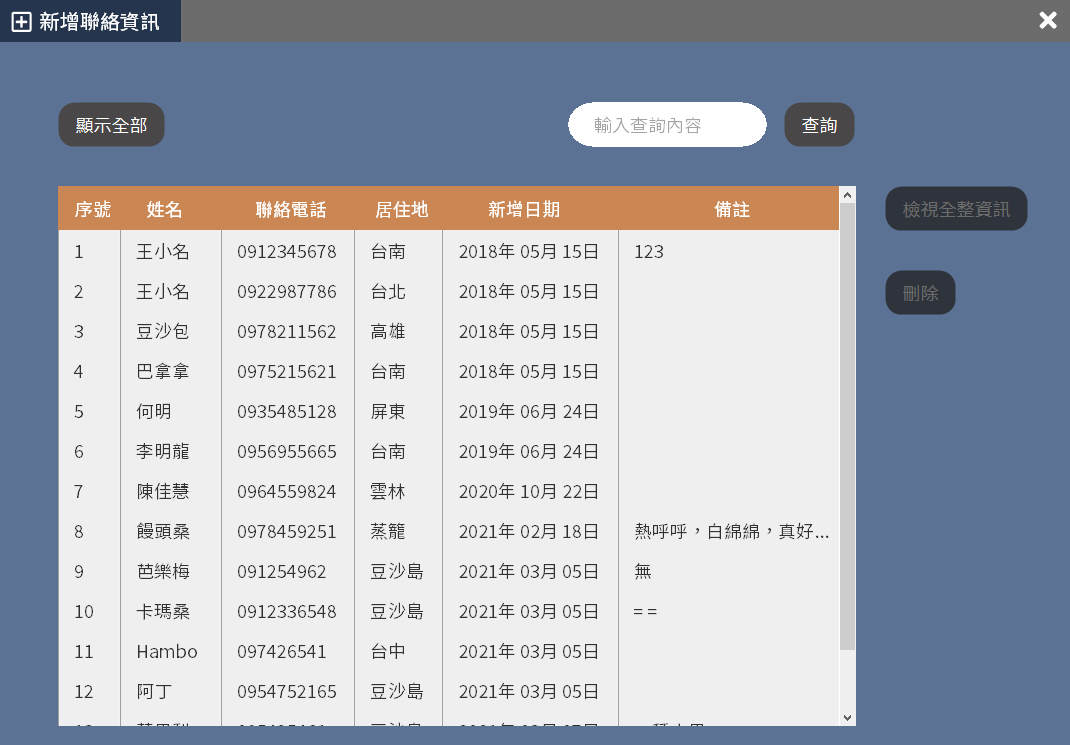 新增聯絡資訊
顯示全部 輸入查詢內容 查詢
序號 姓名 聯絡電話 居住地 新增日期 備註
檢視全整資訊
1 王小名 0912345678 台南 2018年 05月 15日 123
2 王小名 0922987786 台北 2018年 05月 15日
刪除
3 豆沙包 0978211562 高雄 2018年 05月 15日
4 巴拿拿 0975215621 台南 2018年 05月 15日
5 何明 0935485128 屏東 2019年 06月 24日
6 李明龍 0956955665 台南 2019年 06月 24日
7 陳佳慧 0964559824 雲林 2020年 10月 22日
8 饅頭桑 0978459251 蒸籠 2021年 02月 18日 熱呼呼，白綿綿，真好...
9 芭樂梅 091254962 豆沙島 2021年 03月 05日 無
10 卡瑪桑 0912336548 豆沙島 2021年 03月 05日 = =
11 Hambo 097426541 台中 2021年 03月 05日
12 阿丁 0954752165 豆沙島 2021年 03月 05日